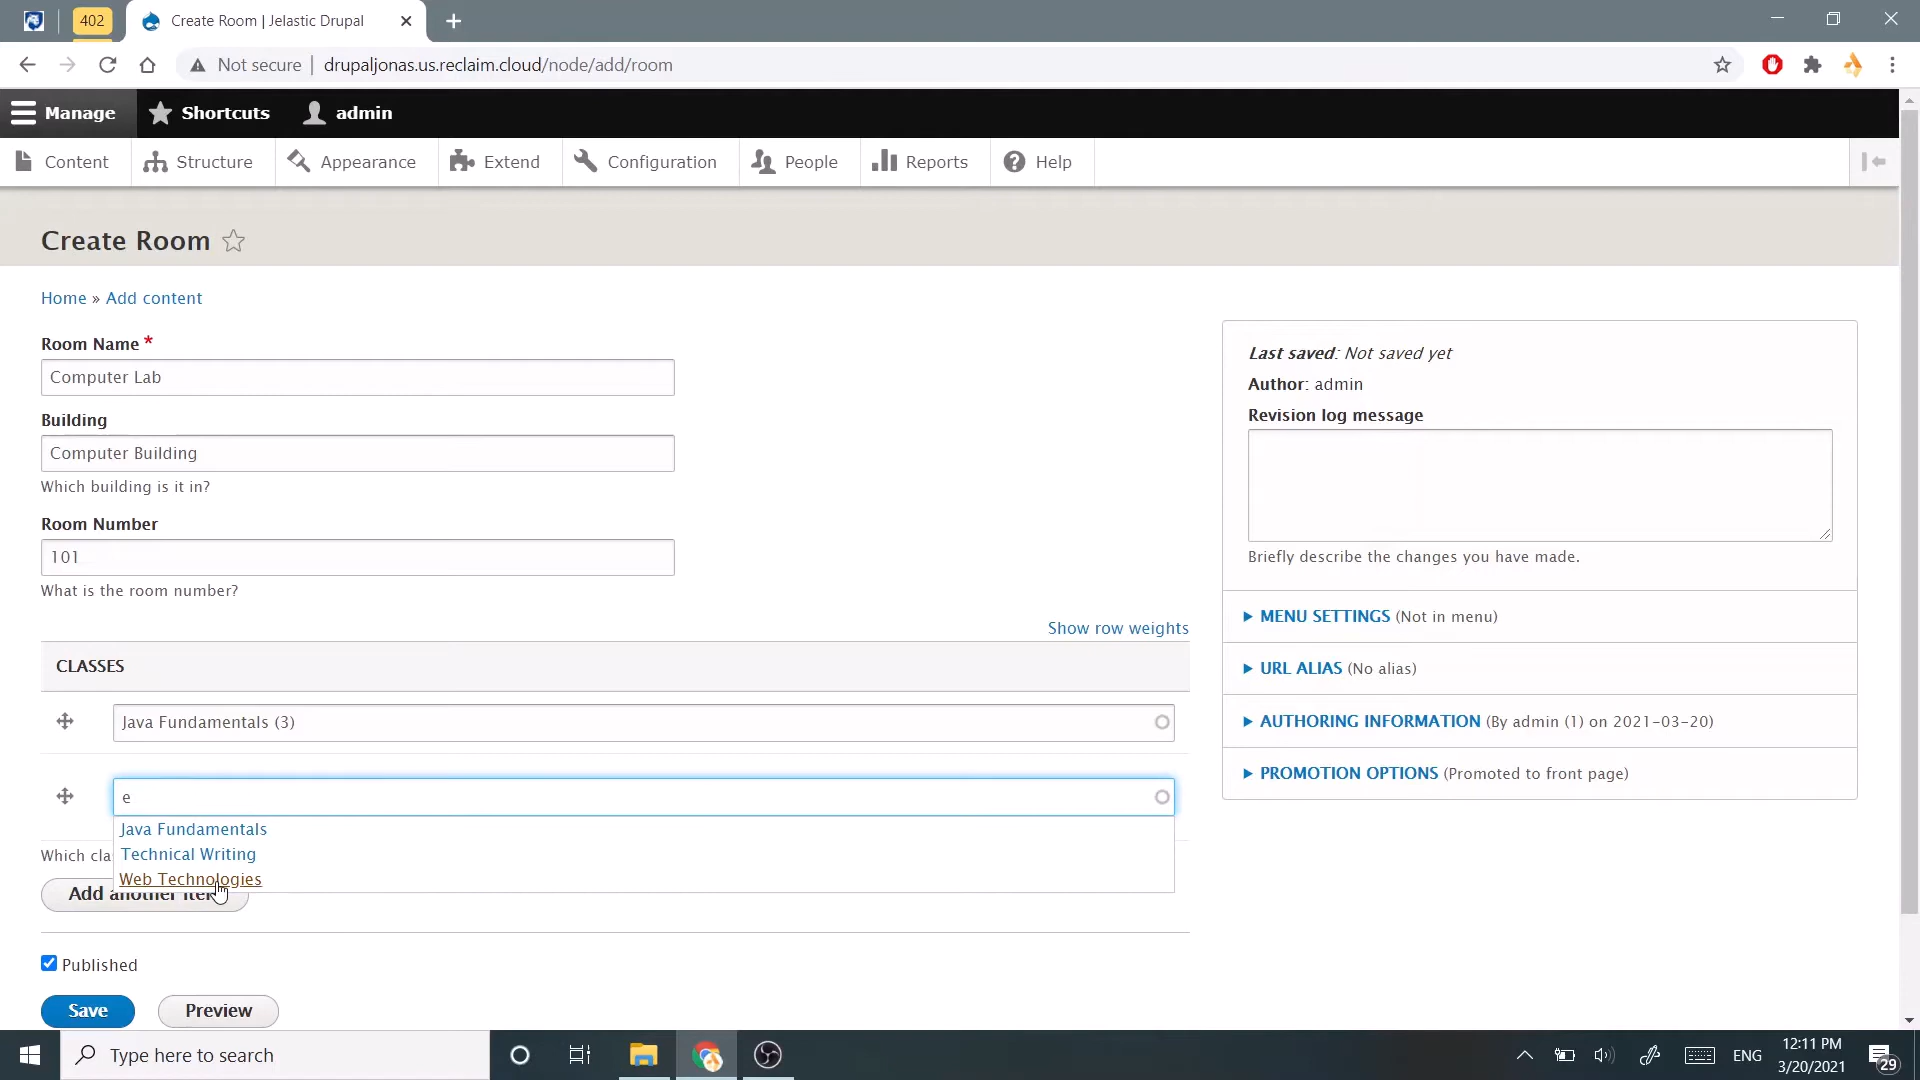 402
Create Room | Jelastic Drupal
Not secure
drupaljonas.us.reclaim.cloud/node/add/room
Manage
Shortcuts
admin
Content
Structure
Appearance
Extend
Configuration
People
Reports
Help
Create Room
Home » Add content
Room Name *
Computer Lab
Building
Computer Building
Which building is it in?
Room Number
101
What is the room number?
Show row weights
CLASSES
Java Fundamentals (3)
e
Java Fundamentals
Technical Writing
Web Technologies
Which cla
Add another item
Published
Save
Preview
Last saved: Not saved yet
Author: admin
Revision log message
Briefly describe the changes you have made.
MENU SETTINGS (Not in menu)
URL ALIAS (No alias)
AUTHORING INFORMATION (By admin (1) on 2021-03-20)
PROMOTION OPTIONS (Promoted to front page)
Type here to search
ENG
12:11 PM
3/20/2021
29